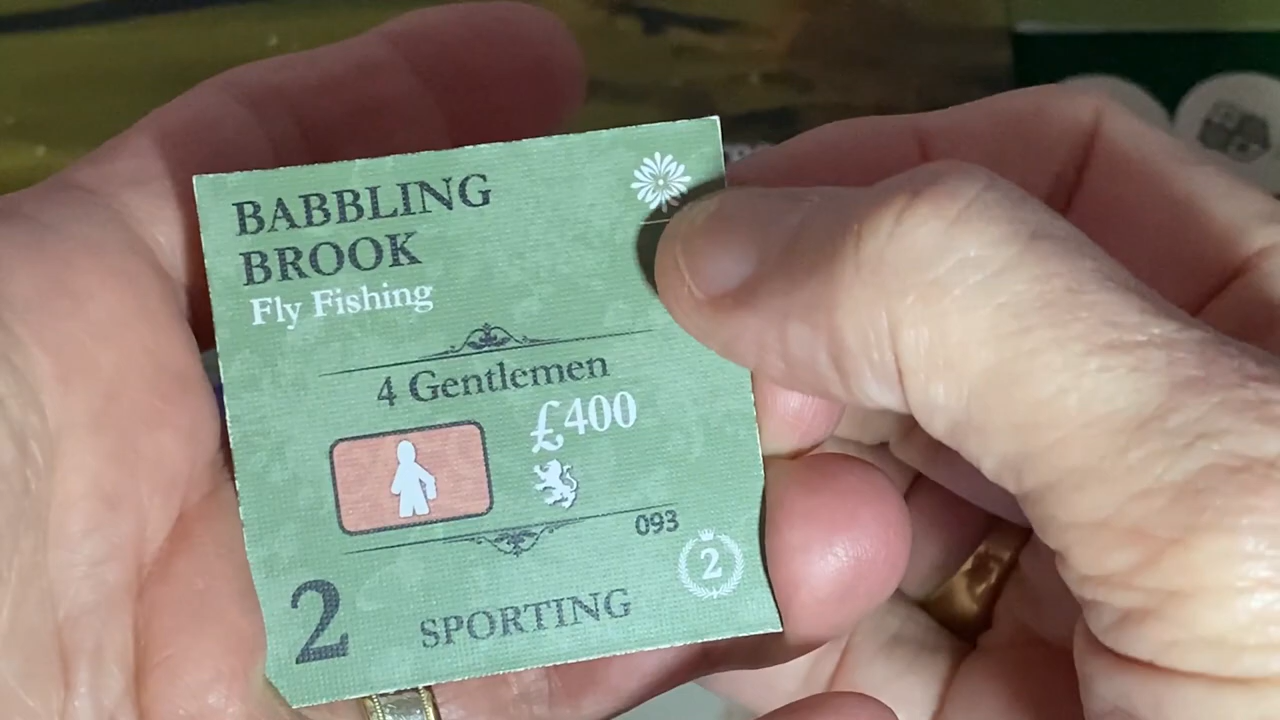 BABBLING
BROOK
Fly Fishing
4 Gentlemen
£400
093
2
2 SPORTING